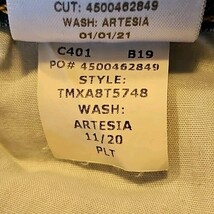 CUT: 4500462849
WASH: ARTESIA
01/01/21
C401 B19
PO# 4500462849
STYLE:
TMXA8T5748
WASH:
ARTESIA
11/20
PLT